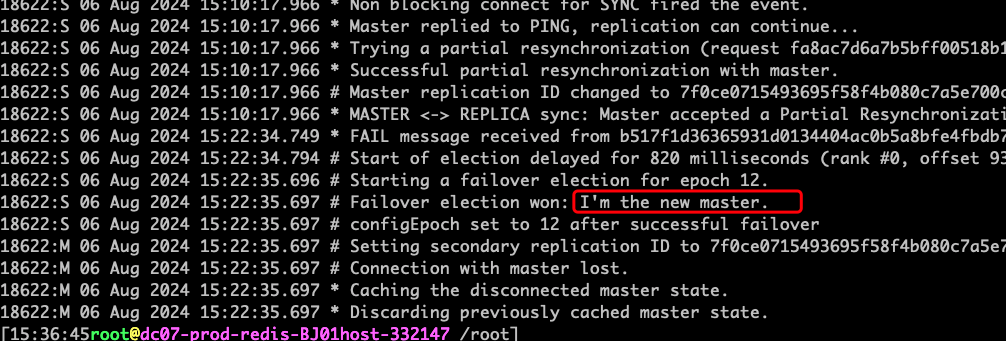 18622:S 06 Aug 2024 15:10:17.966 * Non blocking connect for SYNC fired the event.
18622:S 06 Aug 2024 15:10:17.966 * Master replied to PING, replication can continue...
18622:S 06 Aug 2024 15:10:17.966 * Trying a partial resynchronization (request fa8ac7d6a7b5bff00518b1
18622:S 06 Aug 2024 15:10:17.966 * Successful partial resynchronization with master.
18622:S 06 Aug 2024 15:10:17.966 # Master replication ID changed to 7f0ce0715493695f58f4b080c7a5e700c
18622:S 06 Aug 2024 15:10:17.966 * MASTER <-> REPLICA sync: Master accepted a Partial Resynchronizati
18622:S 06 Aug 2024 15:22:34.749 * FAIL message received from b517f1d36365931d0134404ac0b5a8bfe4fbdb7
18622:S 06 Aug 2024 15:22:34.794 # Start of election delayed for 820 milliseconds (rank #0, offset 93
18622:S 06 Aug 2024 15:22:35.696 # Starting a failover election for epoch 12.
18622:S 06 Aug 2024 15:22:35.697 # Failover election won: I'm the new master.
18622:S 06 Aug 2024 15:22:35.697 # configEpoch set to 12 after successful failover
18622:M 06 Aug 2024 15:22:35.697 # Setting secondary replication ID to 7f0ce0715493695f58f4b080c7a5e7
18622:M 06 Aug 2024 15:22:35.697 # Connection with master lost.
18622:M 06 Aug 2024 15:22:35.697 * Caching the disconnected master state.
18622:M 06 Aug 2024 15:22:35.697 * Discarding previously cached master state.
[15:36:45root@dc07-prod-redis-BJ01host-332147 /root]